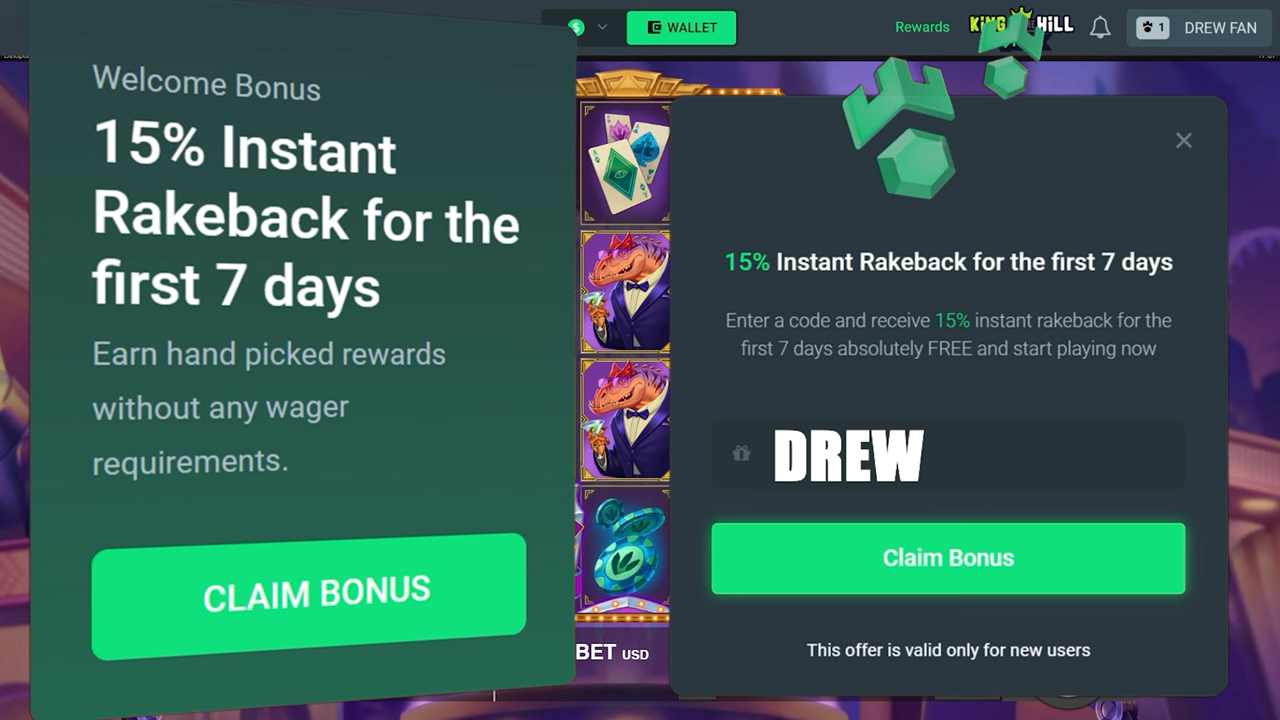 WALLET
Rewards
KING HILL
1
DREW FAN
Welcome Bonus
15% Instant
Rakeback for the
first 7 days
Earn hand picked rewards
without any wager
requirements.
CLAIM BONUS
15% Instant Rakeback for the first 7 days
Enter a code and receive 15% instant rakeback for the
first 7 days absolutely FREE and start playing now
DREW
Claim Bonus
This offer is valid only for new users
BET USD